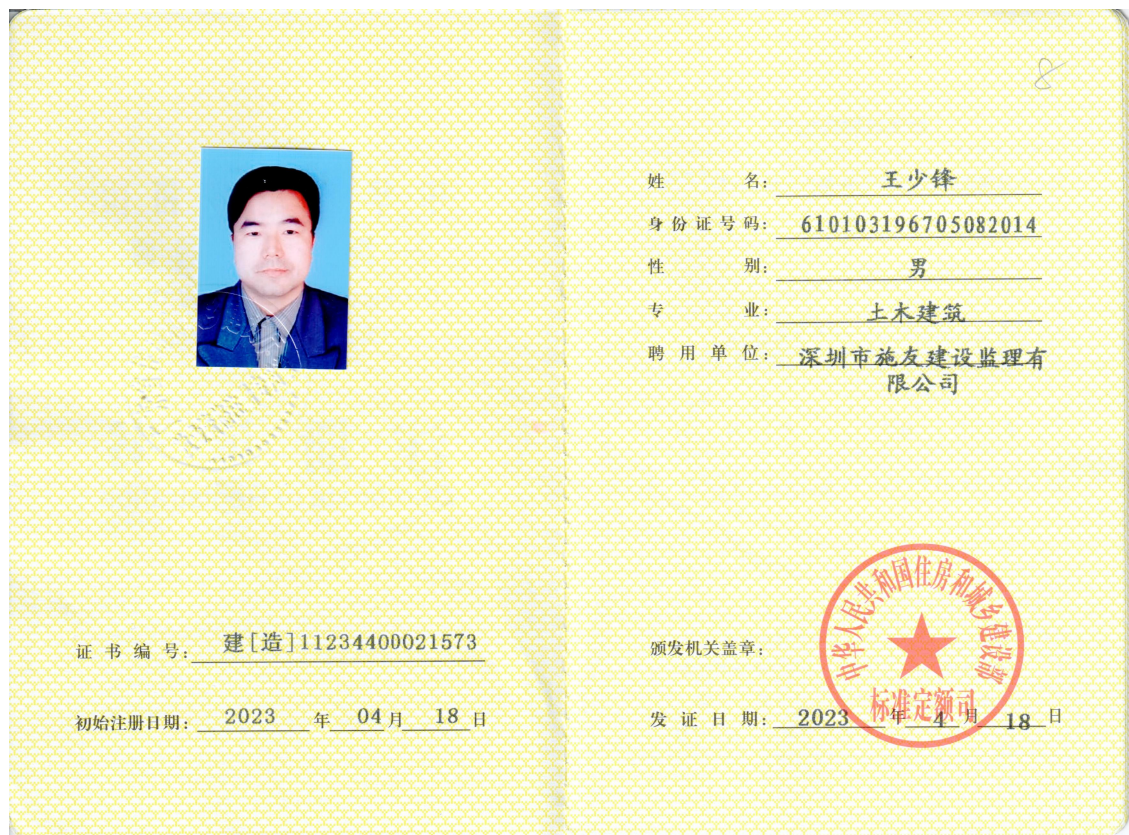 证书编号：建[造]11234400021573
初始注册日期：2023年04月18日
8
姓名：王少锋
身份证号码：610103196705082014
性别：男
专业：土木建筑
聘用单位：深圳市施友建设监理有
限公司
颁发机关盖章：
中华人民共和国住房和城乡建设部
标准定额司
发证日期：2023年4月18日